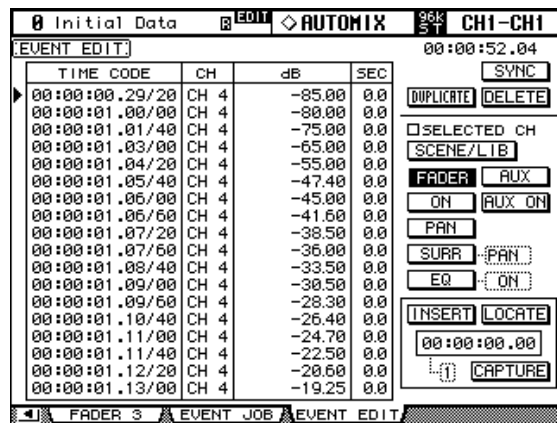 0 Initial Data EDIT ◇AUTOMIX 96k ST CH1-CH1
EVENT EDIT 00:00:52.04
TIME CODE CH dB SEC SYNC
00:00:00.29/20 CH 4 -85.00 0.0 DUPLICATE DELETE
00:00:01.00/00 CH 4 -80.00 0.0
00:00:01.01/40 CH 4 -75.00 0.0 SELECTED CH
00:00:01.03/00 CH 4 -65.00 0.0 SCENE/LIB
00:00:01.04/20 CH 4 -55.00 0.0
00:00:01.05/40 CH 4 -47.40 0.0 FADER AUX
00:00:01.06/00 CH 4 -45.00 0.0 ON AUX ON
00:00:01.06/60 CH 4 -41.60 0.0
00:00:01.07/20 CH 4 -38.50 0.0 PAN
00:00:01.07/60 CH 4 -36.00 0.0 SURR PAN
00:00:01.08/40 CH 4 -33.50 0.0
00:00:01.09/00 CH 4 -30.50 0.0 EQ ON
00:00:01.09/60 CH 4 -28.30 0.0
00:00:01.10/40 CH 4 -26.40 0.0 INSERT LOCATE
00:00:01.11/00 CH 4 -24.70 0.0
00:00:01.11/40 CH 4 -22.50 0.0 00:00:00.00
00:00:01.12/20 CH 4 -20.60 0.0 1 CAPTURE
00:00:01.13/00 CH 4 -19.25 0.0
FADER 3 EVENT JOB EVENT EDIT